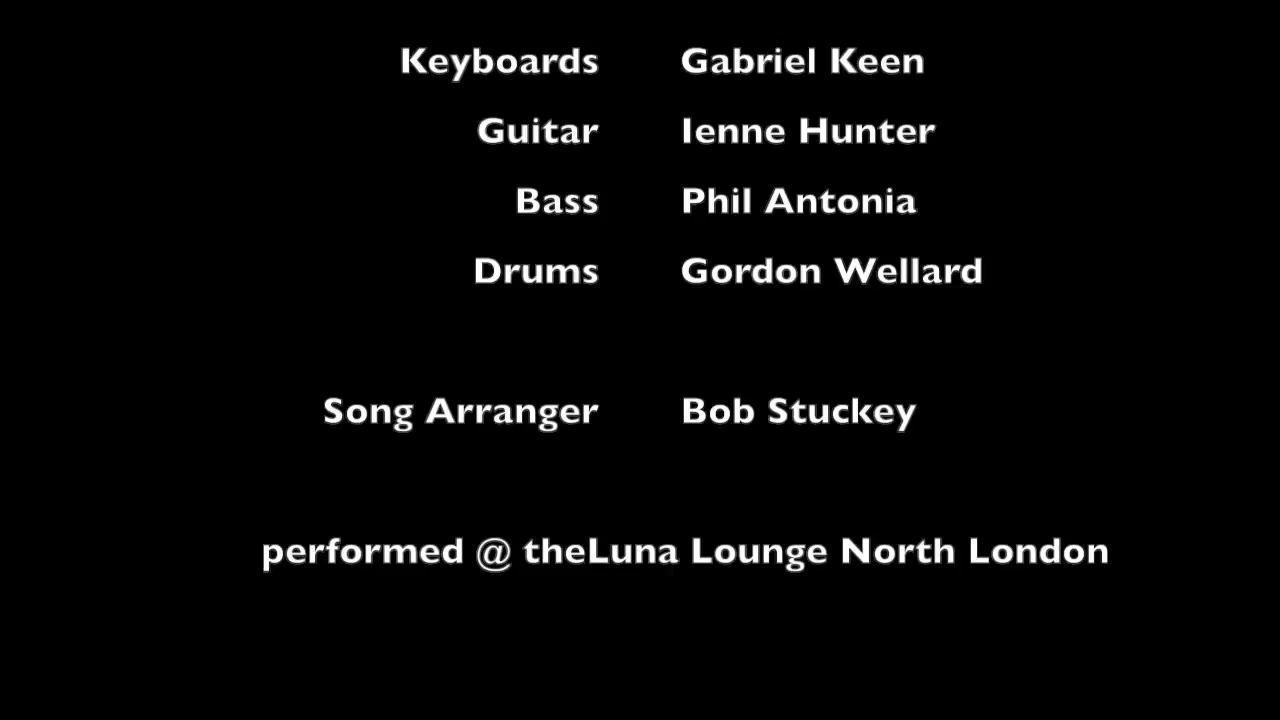 Keyboards Gabriel Keen
Guitar Ienne Hunter
Bass Phil Antonia
Drums Gordon Wellard
Song Arranger Bob Stuckey
performed @ theLuna Lounge North London